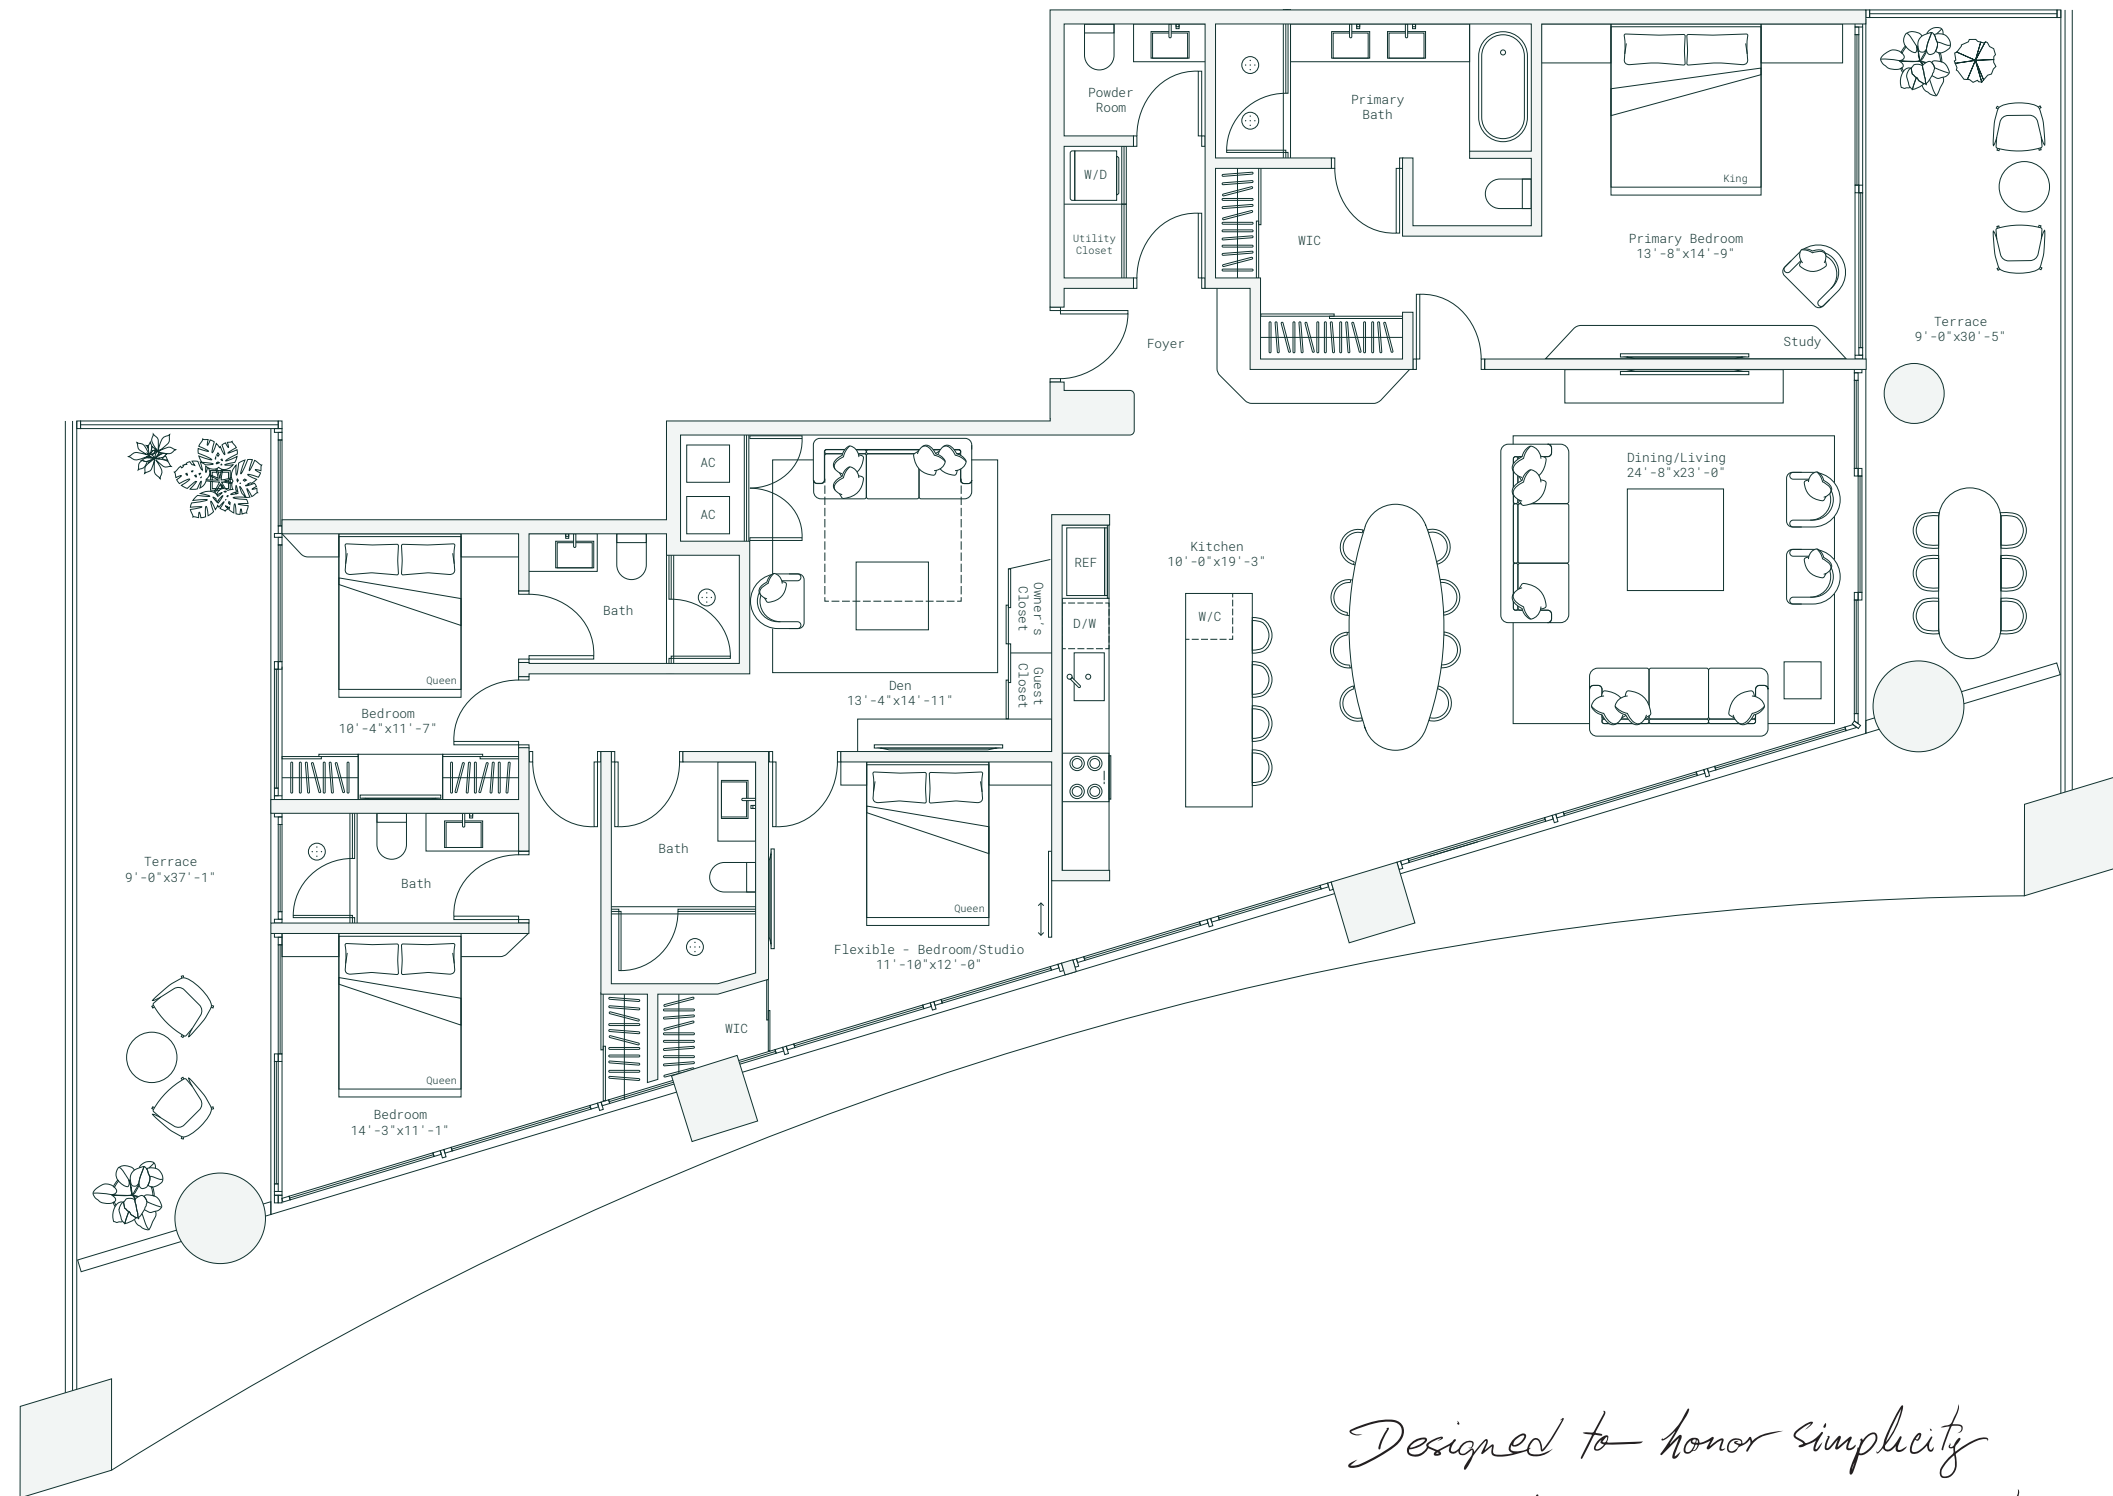 Powder
Room
Primary
Bath
King
W/D
Utility
Closet
WIC
Primary Bedroom
13'-8"x14'-9"
Foyer
Study
Terrace
9'-0"x30'-5"
AC
AC
Dining/Living
24'-8"x23'-0"
Kitchen
10'-0"x19'-3"
REF
D/W
W/C
Owner's
Closet
Guest
Closet
Bath
Queen
Bedroom
10'-4"x11'-7"
Den
13'-4"x14'-11"
Terrace
9'-0"x37'-1"
Bath
Bath
Queen
Flexible - Bedroom/Studio
11'-10"x12'-0"
WIC
Queen
Bedroom
14'-3"x11'-1"
Designed to honor simplicity